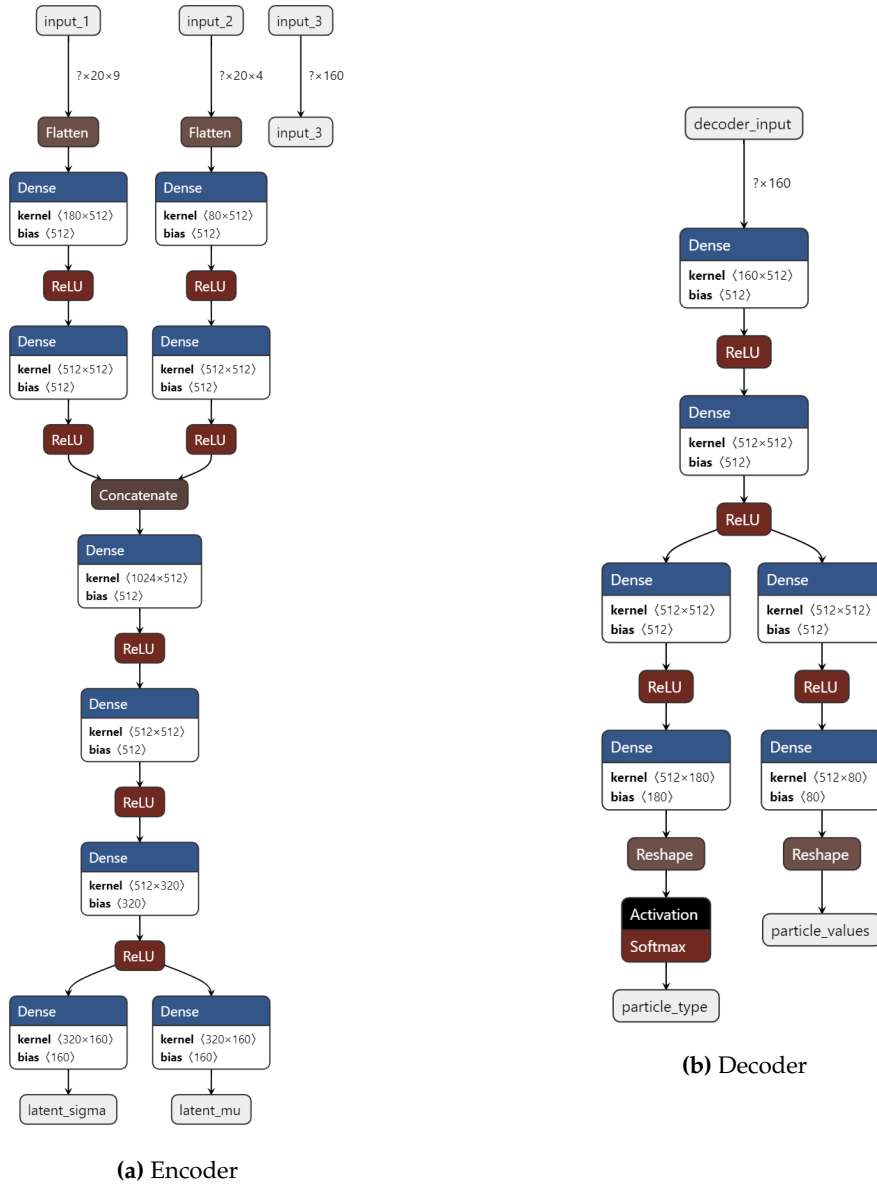 input_1
input_2
input_3
?×20×9
?×20×4
?×160
Flatten
Flatten
input_3
Dense
kernel ⟨180×512⟩
bias ⟨512⟩
Dense
kernel ⟨80×512⟩
bias ⟨512⟩
ReLU
ReLU
Dense
kernel ⟨512×512⟩
bias ⟨512⟩
Dense
kernel ⟨512×512⟩
bias ⟨512⟩
ReLU
ReLU
Concatenate
Dense
kernel ⟨1024×512⟩
bias ⟨512⟩
ReLU
Dense
kernel ⟨512×512⟩
bias ⟨512⟩
ReLU
Dense
kernel ⟨512×320⟩
bias ⟨320⟩
ReLU
Dense
kernel ⟨320×160⟩
bias ⟨160⟩
Dense
kernel ⟨320×160⟩
bias ⟨160⟩
latent_sigma
latent_mu
(a) Encoder
decoder_input
?×160
Dense
kernel ⟨160×512⟩
bias ⟨512⟩
ReLU
Dense
kernel ⟨512×512⟩
bias ⟨512⟩
ReLU
Dense
kernel ⟨512×512⟩
bias ⟨512⟩
Dense
kernel ⟨512×512⟩
bias ⟨512⟩
ReLU
ReLU
Dense
kernel ⟨512×180⟩
bias ⟨180⟩
Dense
kernel ⟨512×80⟩
bias ⟨80⟩
Reshape
Reshape
Activation
Softmax
particle_values
particle_type
(b) Decoder